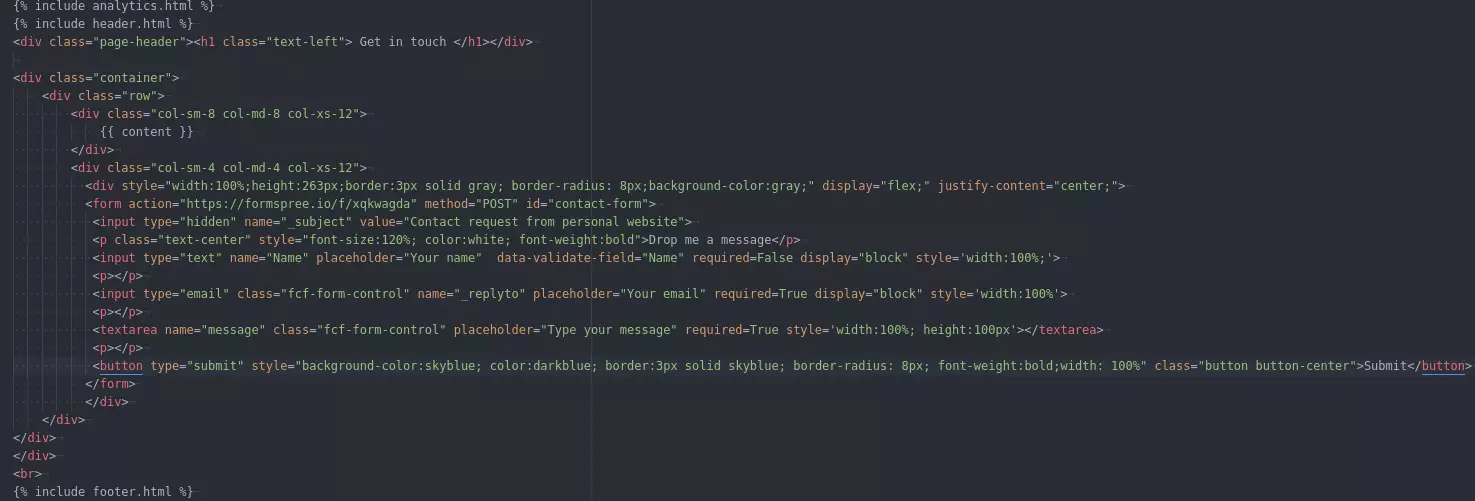 {% include analytics.html %}
{% include header.html %}
<div class="page-header"><h1 class="text-left"> Get in touch </h1></div>
<div class="container">
<div class="row">
<div class="col-sm-8 col-md-8 col-xs-12">
{{ content }}
</div>
<div class="col-sm-4 col-md-4 col-xs-12">
<div style="width:100%;height:263px;border:3px solid gray; border-radius: 8px;background-color:gray;" display="flex;" justify-content="center;">
<form action="https://formspree.io/f/xqkwagda" method="POST" id="contact-form">
<input type="hidden" name="_subject" value="Contact request from personal website">
<p class="text-center" style="font-size:120%; color:white; font-weight:bold">Drop me a message</p>
<input type="text" name="Name" placeholder="Your name"  data-validate-field="Name" required=False display="block" style='width:100%;'>
<p></p>
<input type="email" class="fcf-form-control" name="_replyto" placeholder="Your email" required=True display="block" style='width:100%'>
<p></p>
<textarea name="message" class="fcf-form-control" placeholder="Type your message" required=True style='width:100%; height:100px'></textarea>
<p></p>
<button type="submit" style="background-color:skyblue; color:darkblue; border:3px solid skyblue; border-radius: 8px; font-weight:bold;width: 100%" class="button button-center">Submit</button>
</form>
</div>
</div>
</div>
</div>
<br>
{% include footer.html %}